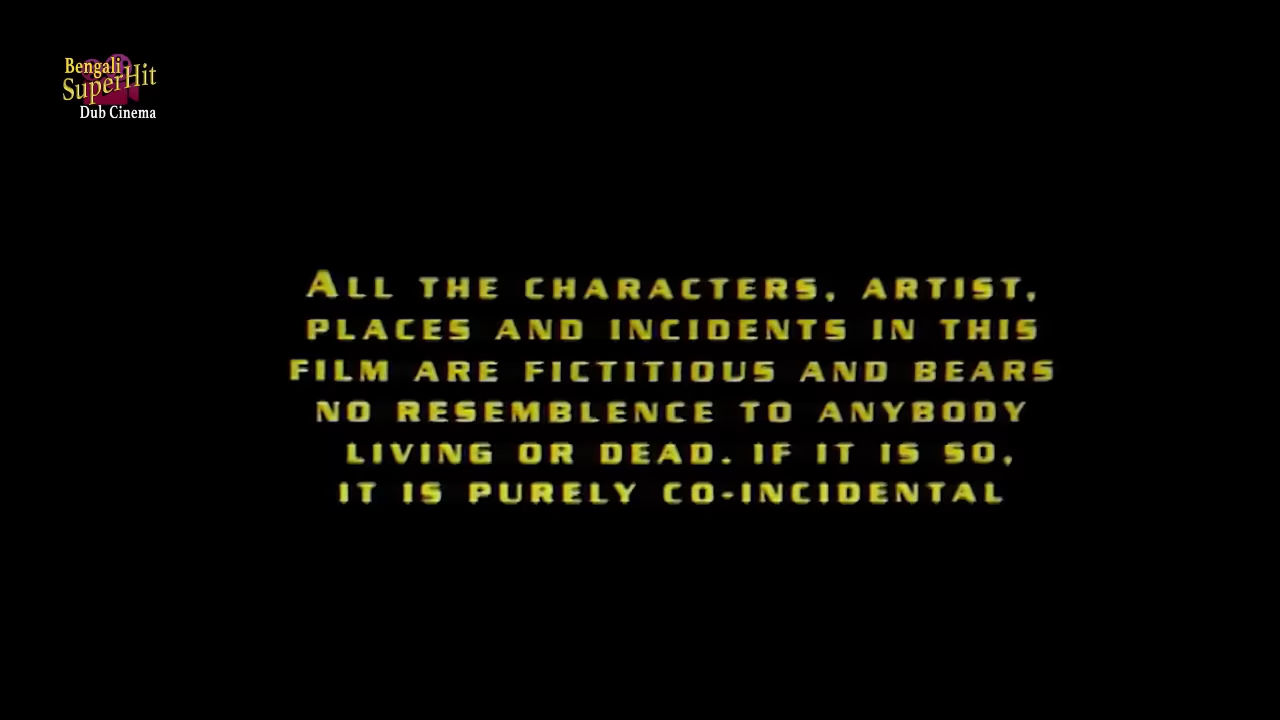 Bengali
SuperHit
Dub Cinema
ALL THE CHARACTERS, ARTIST,
PLACES AND INCIDENTS IN THIS
FILM ARE FICTITIOUS AND BEARS
NO RESEMBLENCE TO ANYBODY
LIVING OR DEAD. IF IT IS SO,
IT IS PURELY CO-INCIDENTAL